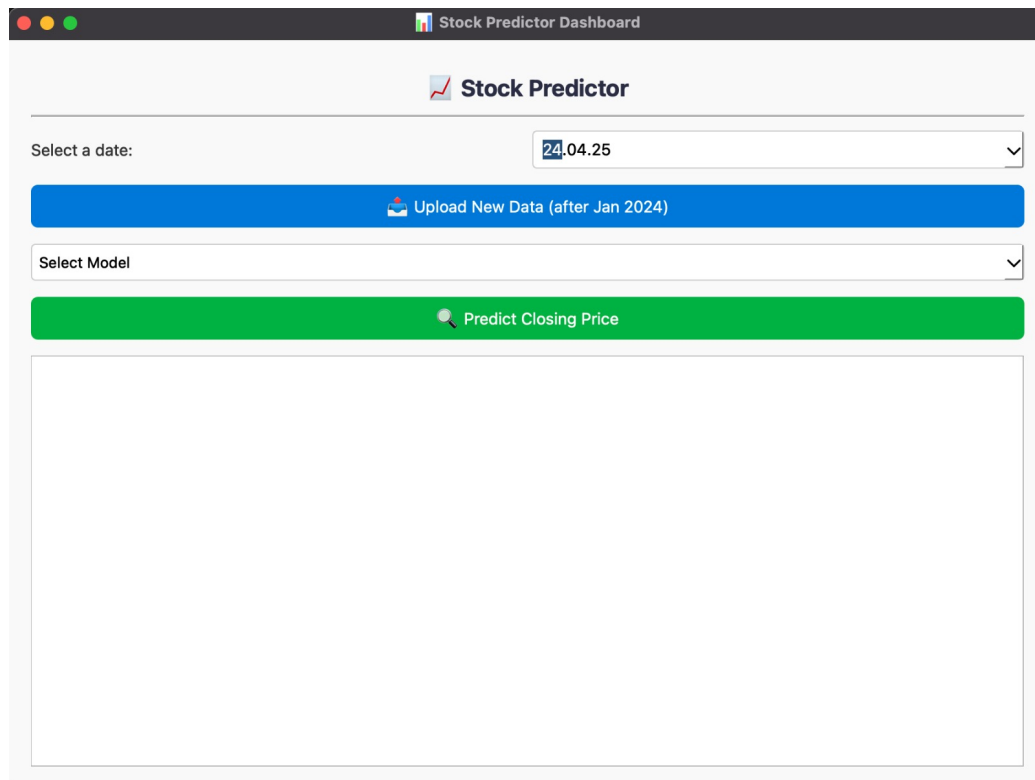 Stock Predictor Dashboard
Stock Predictor
Select a date: 24.04.25
Upload New Data (after Jan 2024)
Select Model
Predict Closing Price